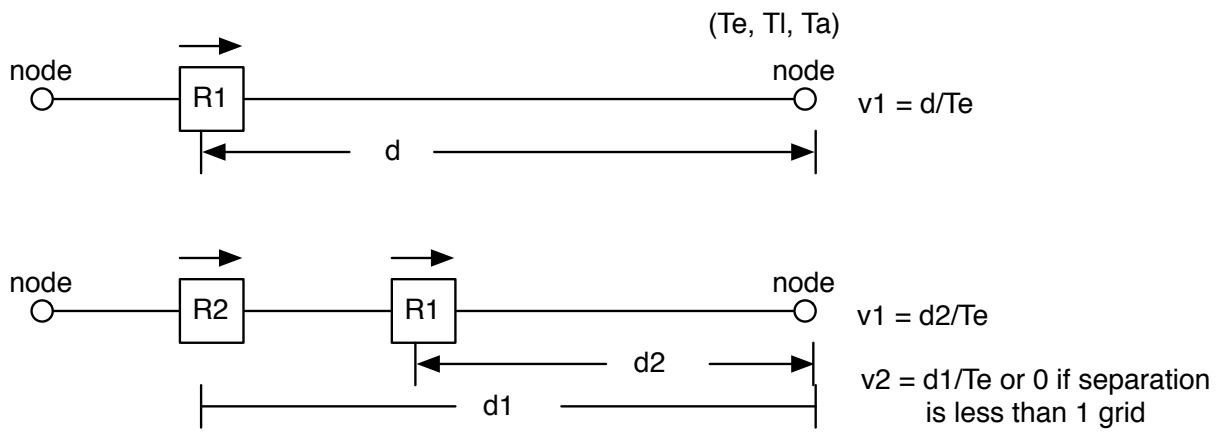 (Te, Tl, Ta)
node
node
R1
v1 = d/Te
d
node
node
R2
R1
v1 = d2/Te
d2
v2 = d1/Te or 0 if separation
is less than 1 grid
d1